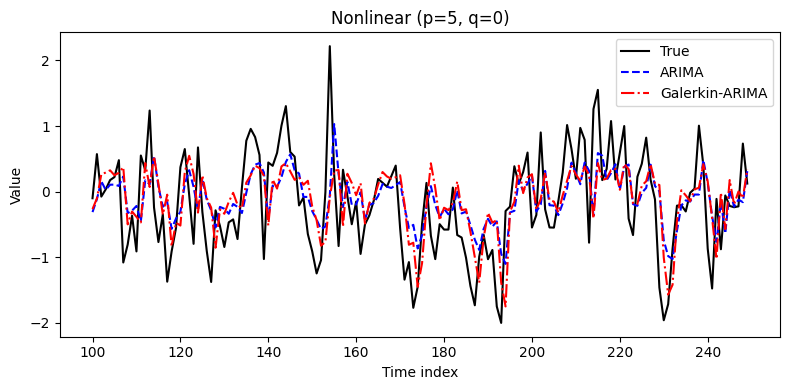 Nonlinear (p=5, q=0)
True
ARIMA
Galerkin-ARIMA
Value
2
1
0
−1
−2
100 120 140 160 180 200 220 240
Time index